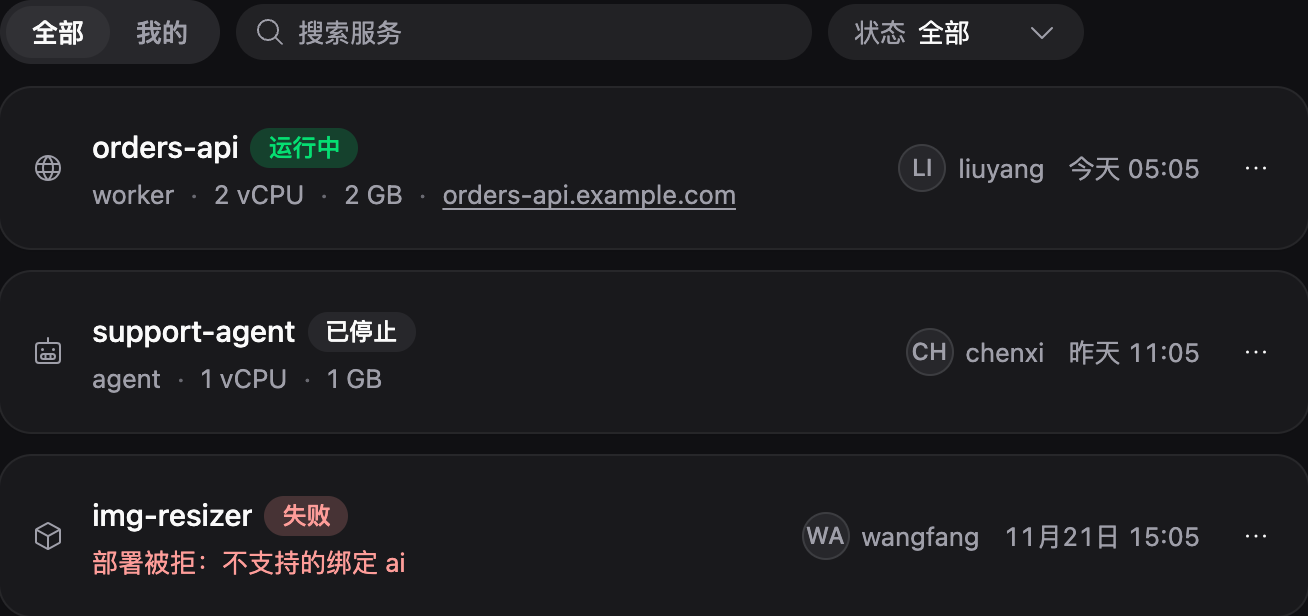 全部 我的 搜索服务 状态 全部
orders-api 运行中
worker · 2 vCPU · 2 GB · orders-api.example.com
LI liuyang 今天 05:05 ···
support-agent 已停止
agent · 1 vCPU · 1 GB
CH chenxi 昨天 11:05 ···
img-resizer 失败
部署被拒：不支持的绑定 ai
WA wangfang 11月21日 15:05 ···